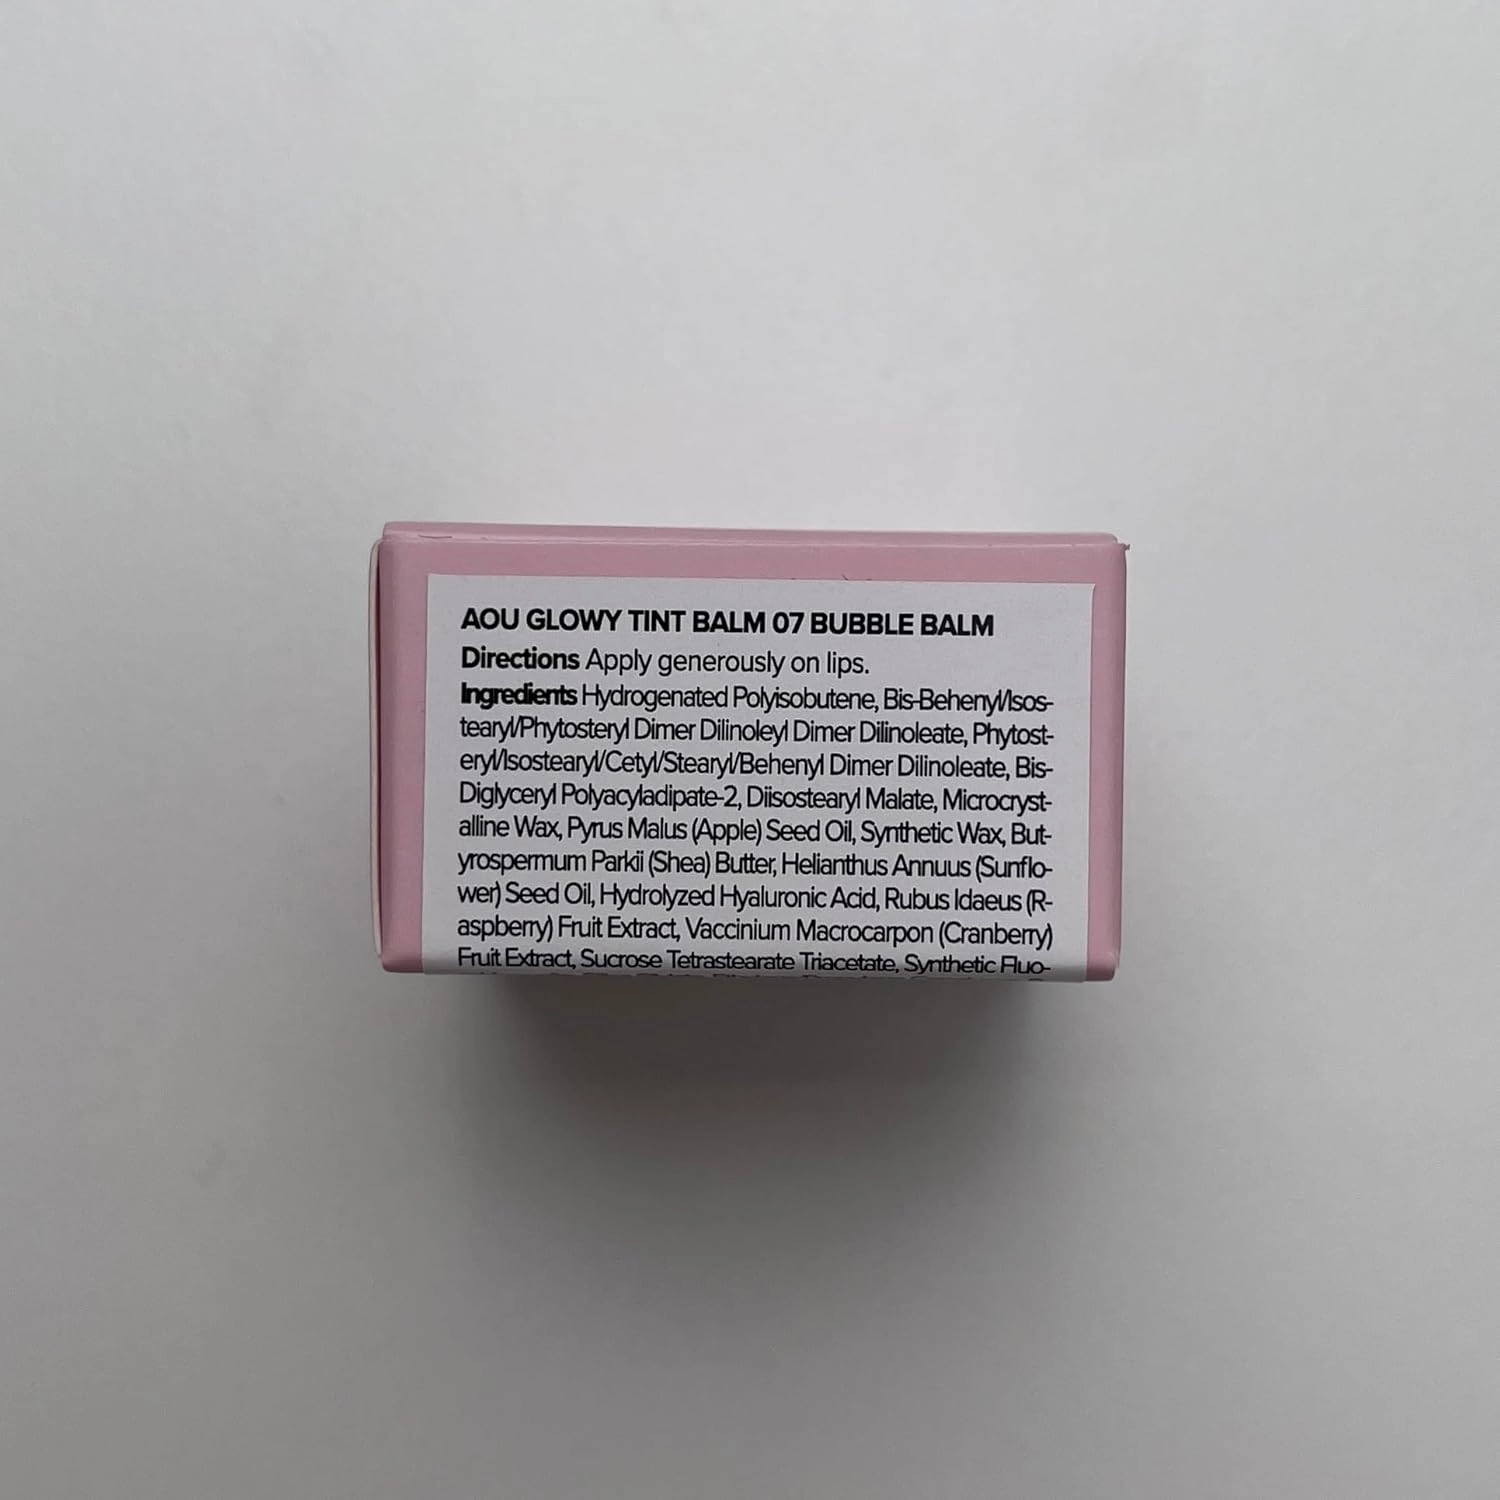 AOU GLOWY TINT BALM 07 BUBBLE BALM
Directions Apply generously on lips.
Ingredients Hydrogenated Polyisobutene, Bis-Behenyl/Isos-
tearyl/Phytosteryl Dimer Dilinoleyl Dimer Dilinoleate, Phytost-
eryl/Isostearyl/Cetyl/Stearyl/Behenyl Dimer Dilinoleate, Bis-
Diglyceryl Polyacyladipate-2, Diisostearyl Malate, Microcryst-
alline Wax, Pyrus Malus (Apple) Seed Oil, Synthetic Wax, But-
yrospermum Parkii (Shea) Butter, Helianthus Annuus (Sunflo-
wer) Seed Oil, Hydrolyzed Hyaluronic Acid, Rubus Idaeus (R-
aspberry) Fruit Extract, Vaccinium Macrocarpon (Cranberry)
Fruit Extract, Sucrose Tetrastearate Triacetate, Synthetic Fluo-